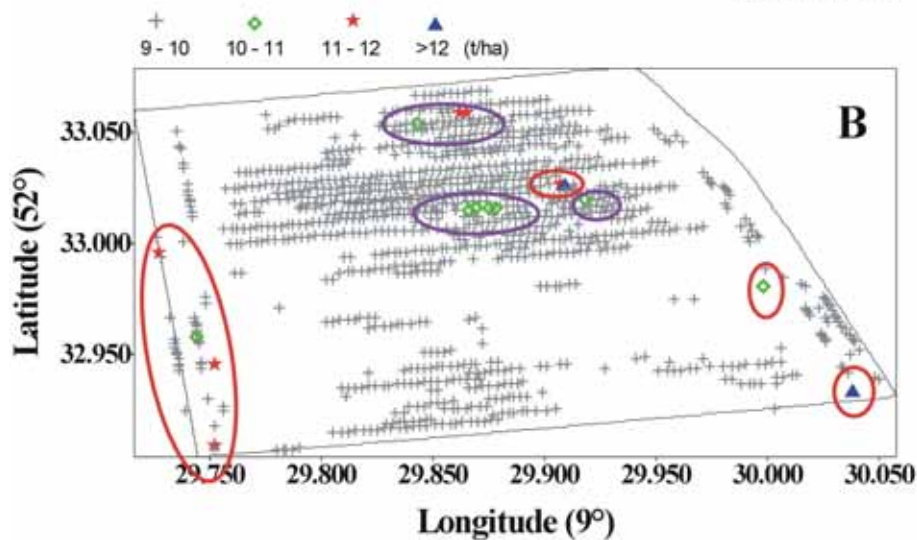 9 - 10 10 - 11 11 - 12 >12 (t/ha)
B
33.050
33.000
32.950
Latitude (52°)
29.750 29.800 29.850 29.900 29.950 30.000 30.050
Longitude (9°)